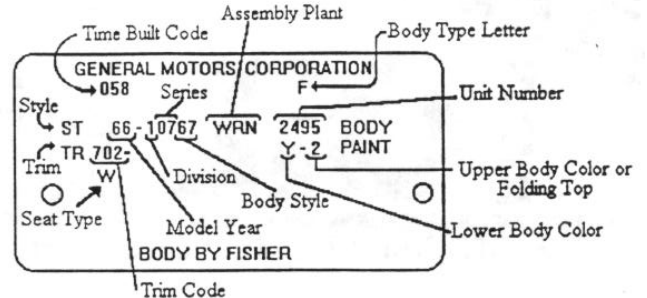 Assembly Plant
Time Built Code
Body Type Letter
GENERAL MOTORS CORPORATION
058 F
Series
Unit Number
Style
ST 66-10767 WRN 2495 BODY
TR 702- Y-2 PAINT
Trim
W
Division
Upper Body Color or
Folding Top
Body Style
Seat Type
Model Year
Lower Body Color
BODY BY FISHER
Trim Code